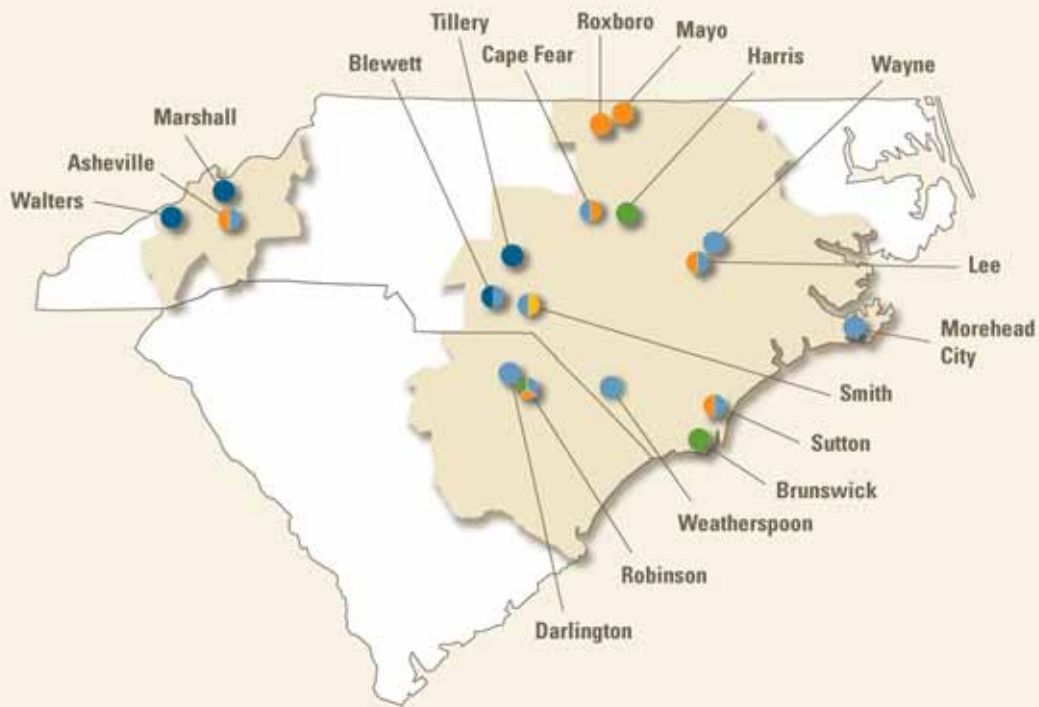 Tillery
Roxboro
Mayo
Cape Fear
Harris
Blewett
Wayne
Marshall
Asheville
Walters
Lee
Morehead
City
Smith
Sutton
Brunswick
Weatherspoon
Robinson
Darlington